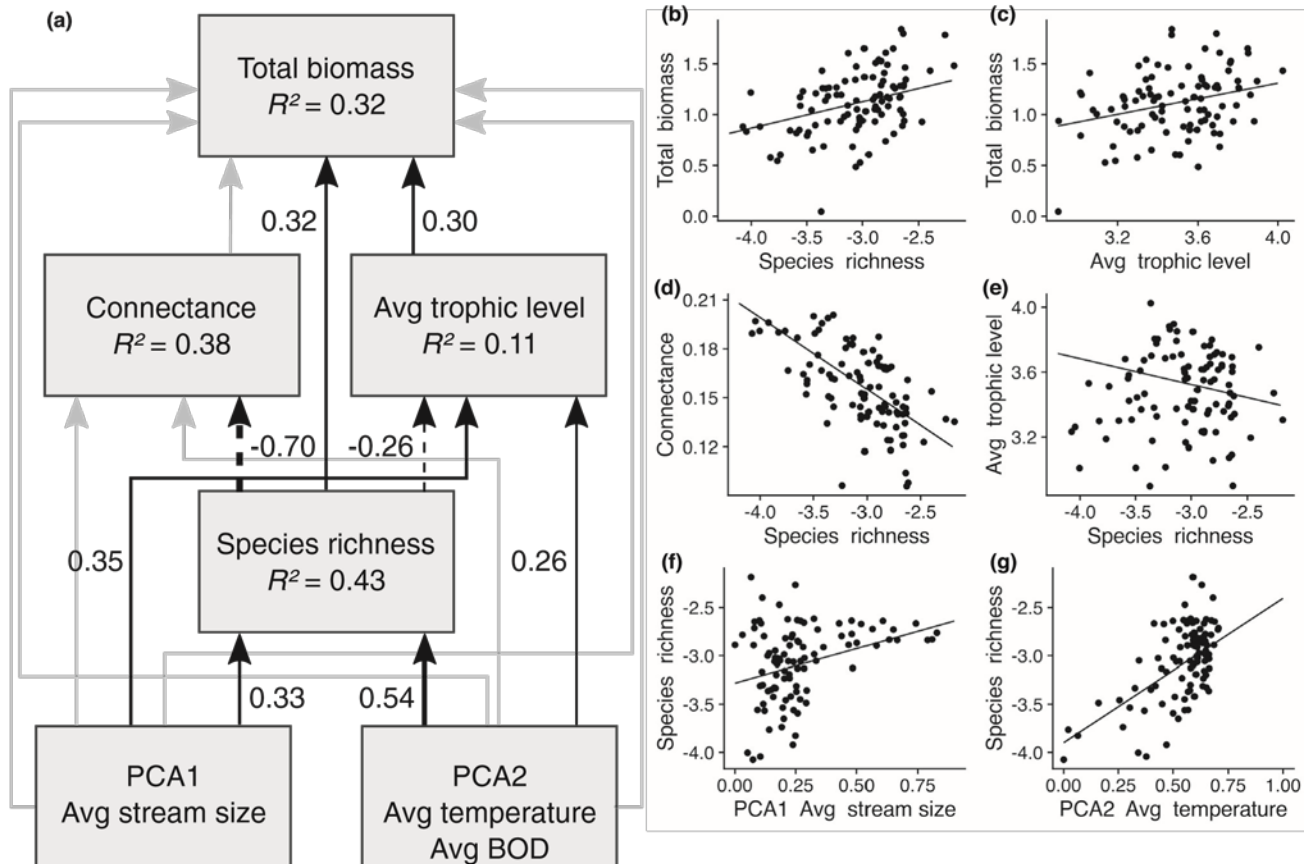 (a)
Total biomass
R² = 0.32
0.32
0.30
Connectance
R² = 0.38
Avg trophic level
R² = 0.11
-0.70
-0.26
Species richness
R² = 0.43
0.35
0.26
0.33
0.54
PCA1
Avg stream size
PCA2
Avg temperature
Avg BOD
(b)
Total biomass
1.5
1.0
0.5
0.0
-4.0
-3.5
-3.0
-2.5
Species richness
(c)
Total biomass
1.5
1.0
0.5
0.0
3.2
3.6
4.0
Avg trophic level
(d)
Connectance
0.21
0.18
0.15
0.12
-4.0
-3.5
-3.0
-2.5
Species richness
(e)
Avg trophic level
4.0
3.6
3.2
-4.0
-3.5
-3.0
-2.5
Species richness
(f)
Species richness
-2.5
-3.0
-3.5
-4.0
0.00
0.25
0.50
0.75
PCA1 Avg stream size
(g)
Species richness
-2.5
-3.0
-3.5
-4.0
0.00
0.25
0.50
0.75
1.00
PCA2 Avg temperature